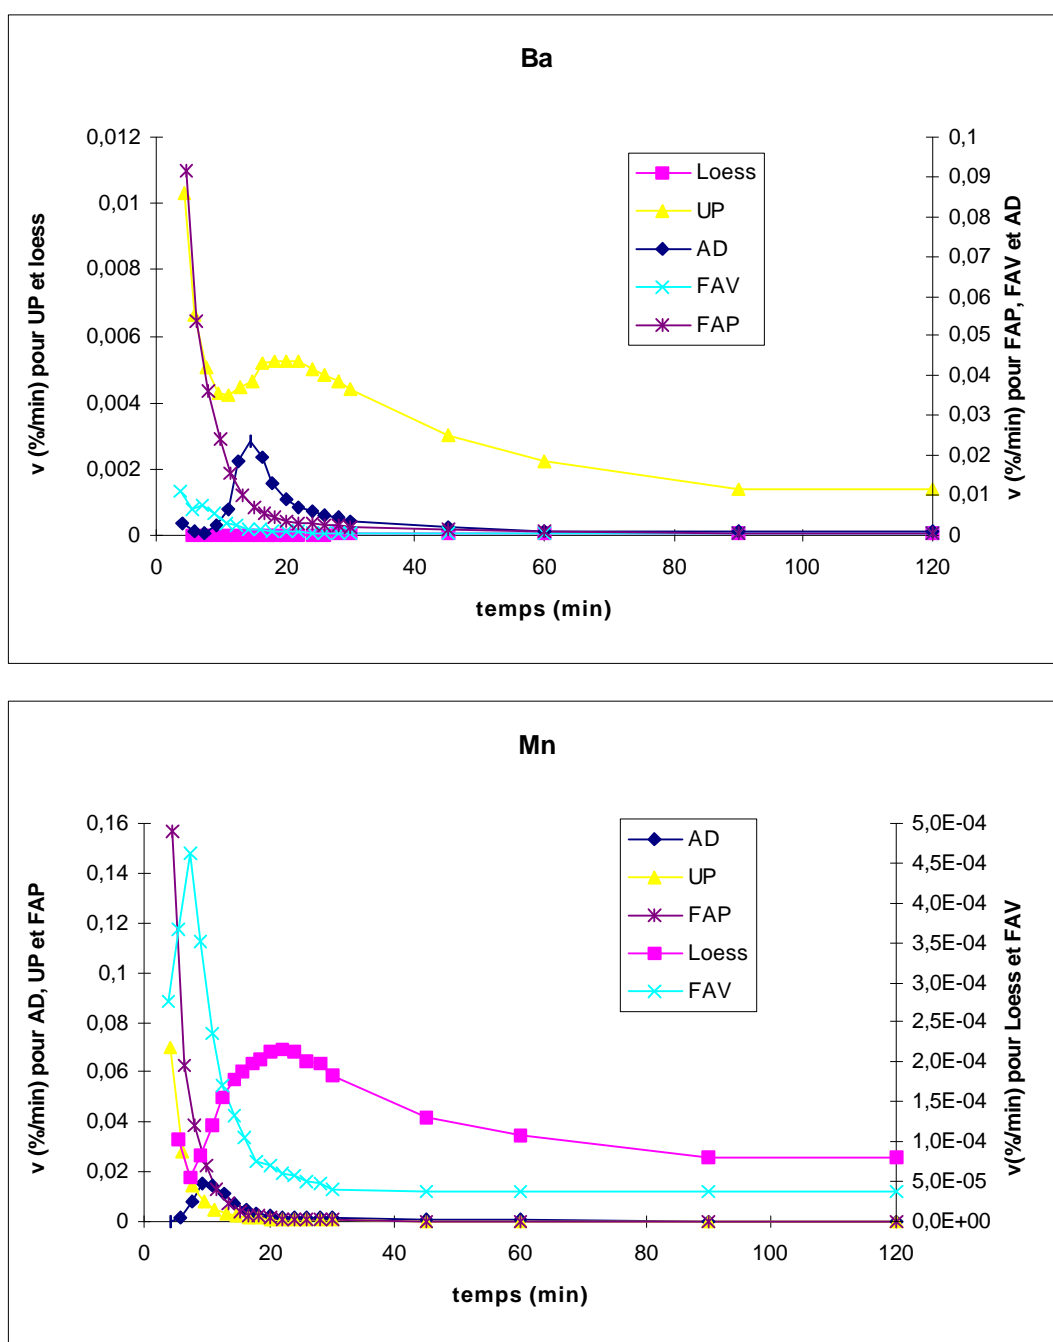 Ba
v (%/min) pour UP et loess
0,012
0,01
0,008
0,006
0,004
0,002
0
0 20 40 60 80 100 120
temps (min)
0,1
0,09
0,08
0,07
0,06
0,05
0,04
0,03
0,02
0,01
0
v (%/min) pour FAP, FAV et AD
Loess
UP
AD
FAV
FAP
Mn
v (%/min) pour AD, UP et FAP
0,16
0,14
0,12
0,1
0,08
0,06
0,04
0,02
0
0 20 40 60 80 100 120
temps (min)
5,0E-04
4,5E-04
4,0E-04
3,5E-04
3,0E-04
2,5E-04
2,0E-04
1,5E-04
1,0E-04
5,0E-05
0,0E+00
v(%/min) pour Loess et FAV
AD
UP
FAP
Loess
FAV